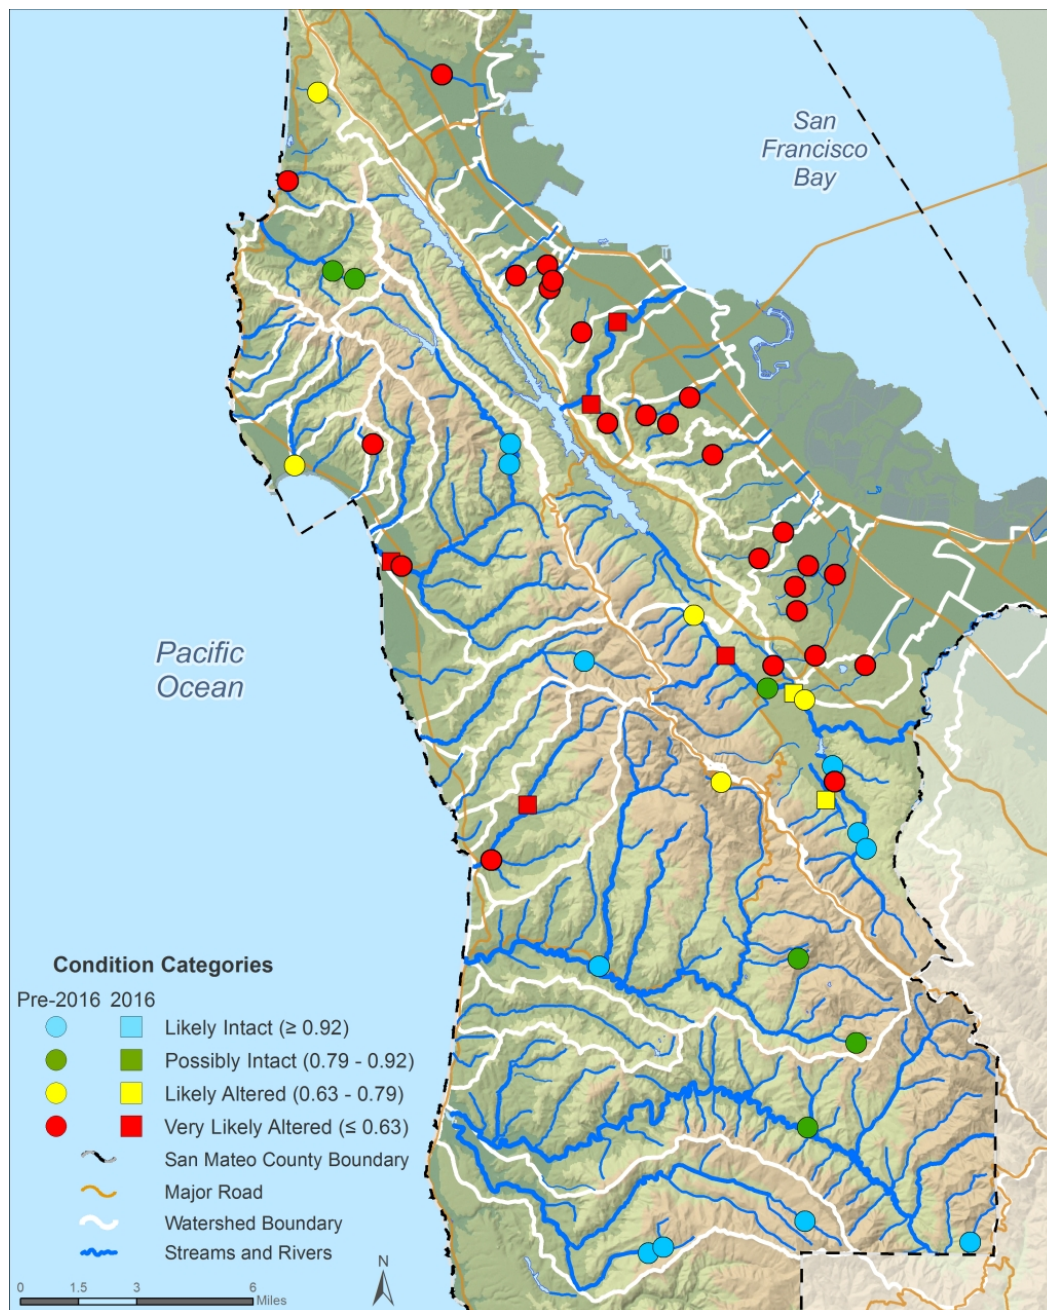 San
Francisco
Bay
Pacific
Ocean
Condition Categories
Pre-2016 2016
Likely Intact (≥ 0.92)
Possibly Intact (0.79 - 0.92)
Likely Altered (0.63 - 0.79)
Very Likely Altered (≤ 0.63)
San Mateo County Boundary
Major Road
Watershed Boundary
Streams and Rivers
N
0 1.5 3 6
Miles